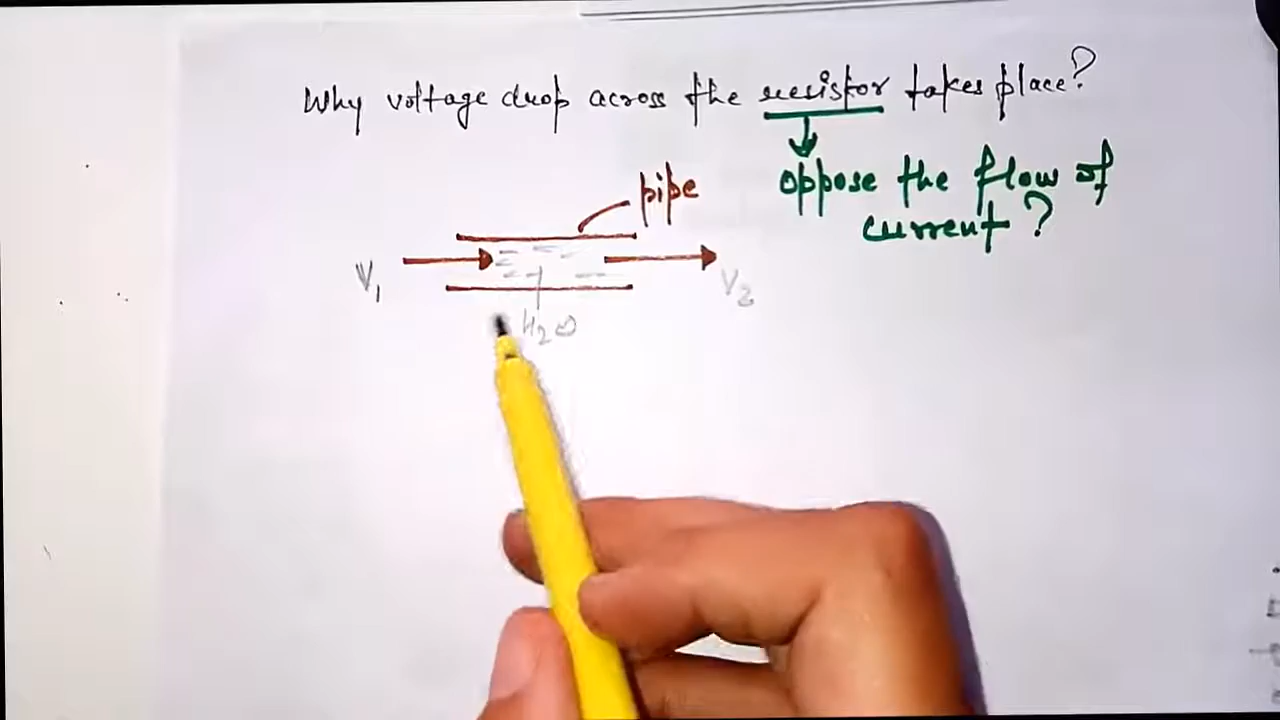 Why voltage drop across the resistor takes place?
oppose the flow of
current?
pipe
V1
V2
H2O